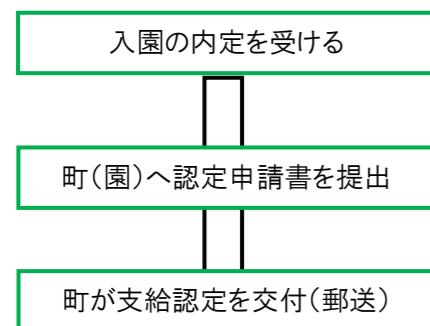 入園の内定を受ける
町（園）へ認定申請書を提出
町が支給認定を交付（郵送）